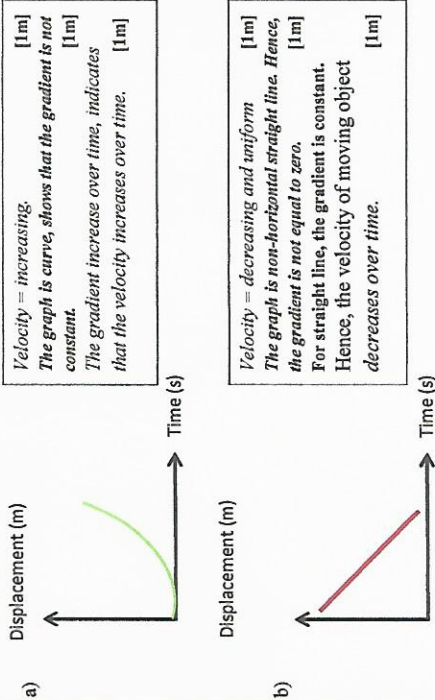 a)
Displacement (m)
Time (s)
Velocity = increasing. [1m]
The graph is curve, shows that the gradient is not
constant. [1m]
The gradient increase over time, indicates
that the velocity increases over time. [1m]
b)
Displacement (m)
Time (s)
Velocity = decreasing and uniform [1m]
The graph is non-horizontal straight line. Hence,
the gradient is not equal to zero. [1m]
For straight line, the gradient is constant.
Hence, the velocity of moving object
decreases over time. [1m]